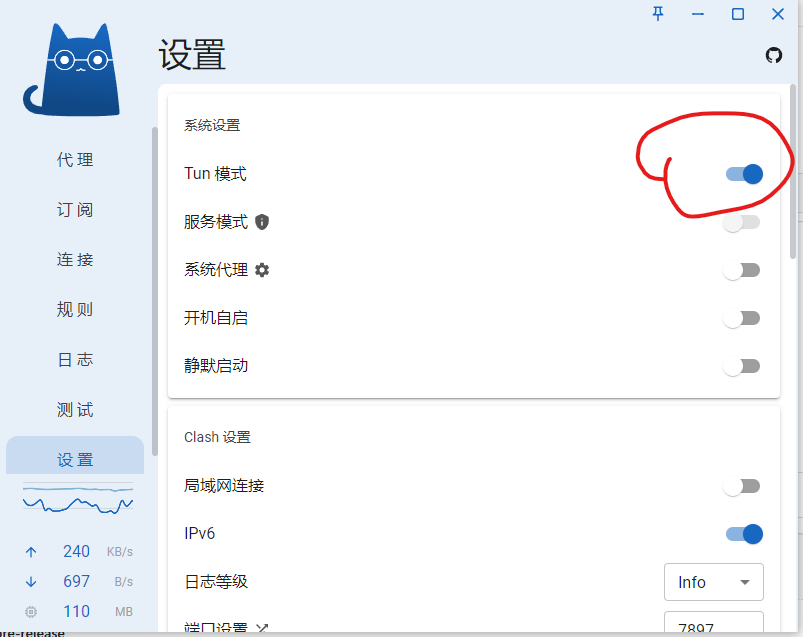 设置
系统设置
Tun 模式
服务模式
系统代理
开机自启
静默启动
Clash 设置
局域网连接
IPv6
日志等级 Info
端口设置 7897
代理
订阅
连接
规则
日志
测试
设置
240 KB/s
697 B/s
110 MB
pre-release